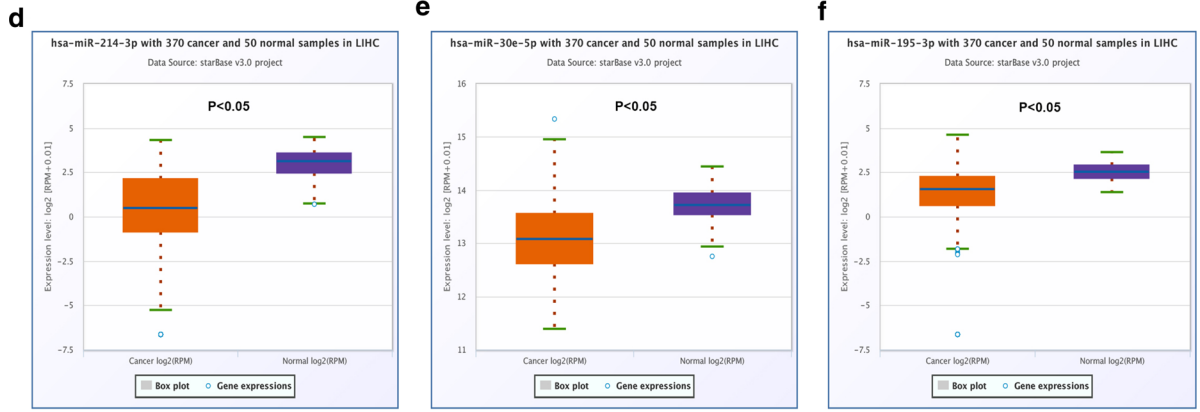 d
hsa-miR-214-3p with 370 cancer and 50 normal samples in LIHC
Data Source: starBase v3.0 project
P<0.05
Expression level: log2 [RPM+0.01]
7.5
5
2.5
0
−2.5
−5
−7.5
Cancer log2(RPM) Normal log2(RPM)
Box plot Gene expressions
e
hsa-miR-30e-5p with 370 cancer and 50 normal samples in LIHC
Data Source: starBase v3.0 project
P<0.05
Expression level: log2 [RPM+0.01]
16
15
14
13
12
11
Cancer log2(RPM) Normal log2(RPM)
Box plot Gene expressions
f
hsa-miR-195-3p with 370 cancer and 50 normal samples in LIHC
Data Source: starBase v3.0 project
P<0.05
Expression level: log2 [RPM+0.01]
7.5
5
2.5
0
−2.5
−5
−7.5
Cancer log2(RPM) Normal log2(RPM)
Box plot Gene expressions